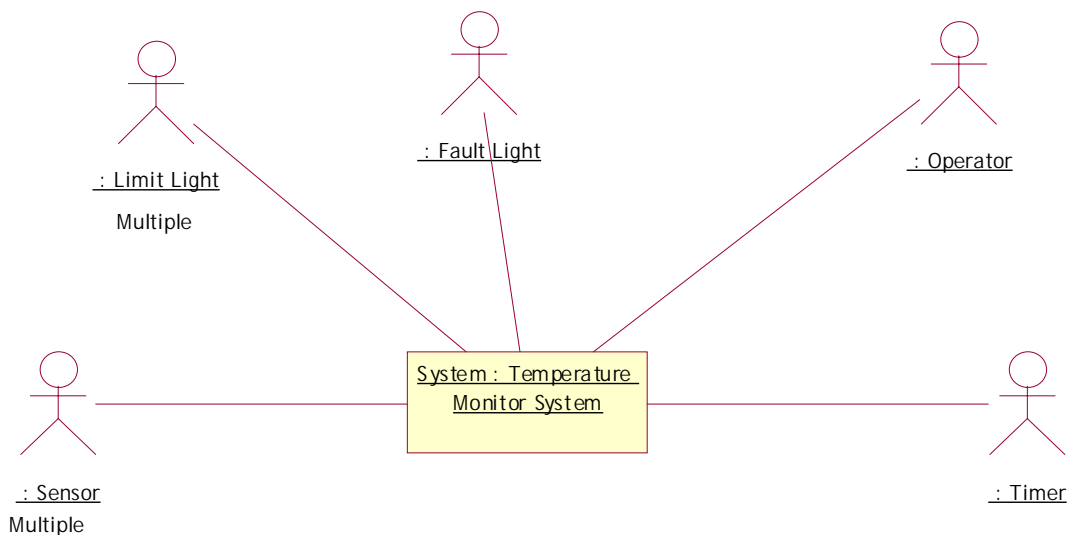 : Fault Light
: Operator
: Limit Light
Multiple
System : Temperature
Monitor System
: Sensor
Multiple
: Timer